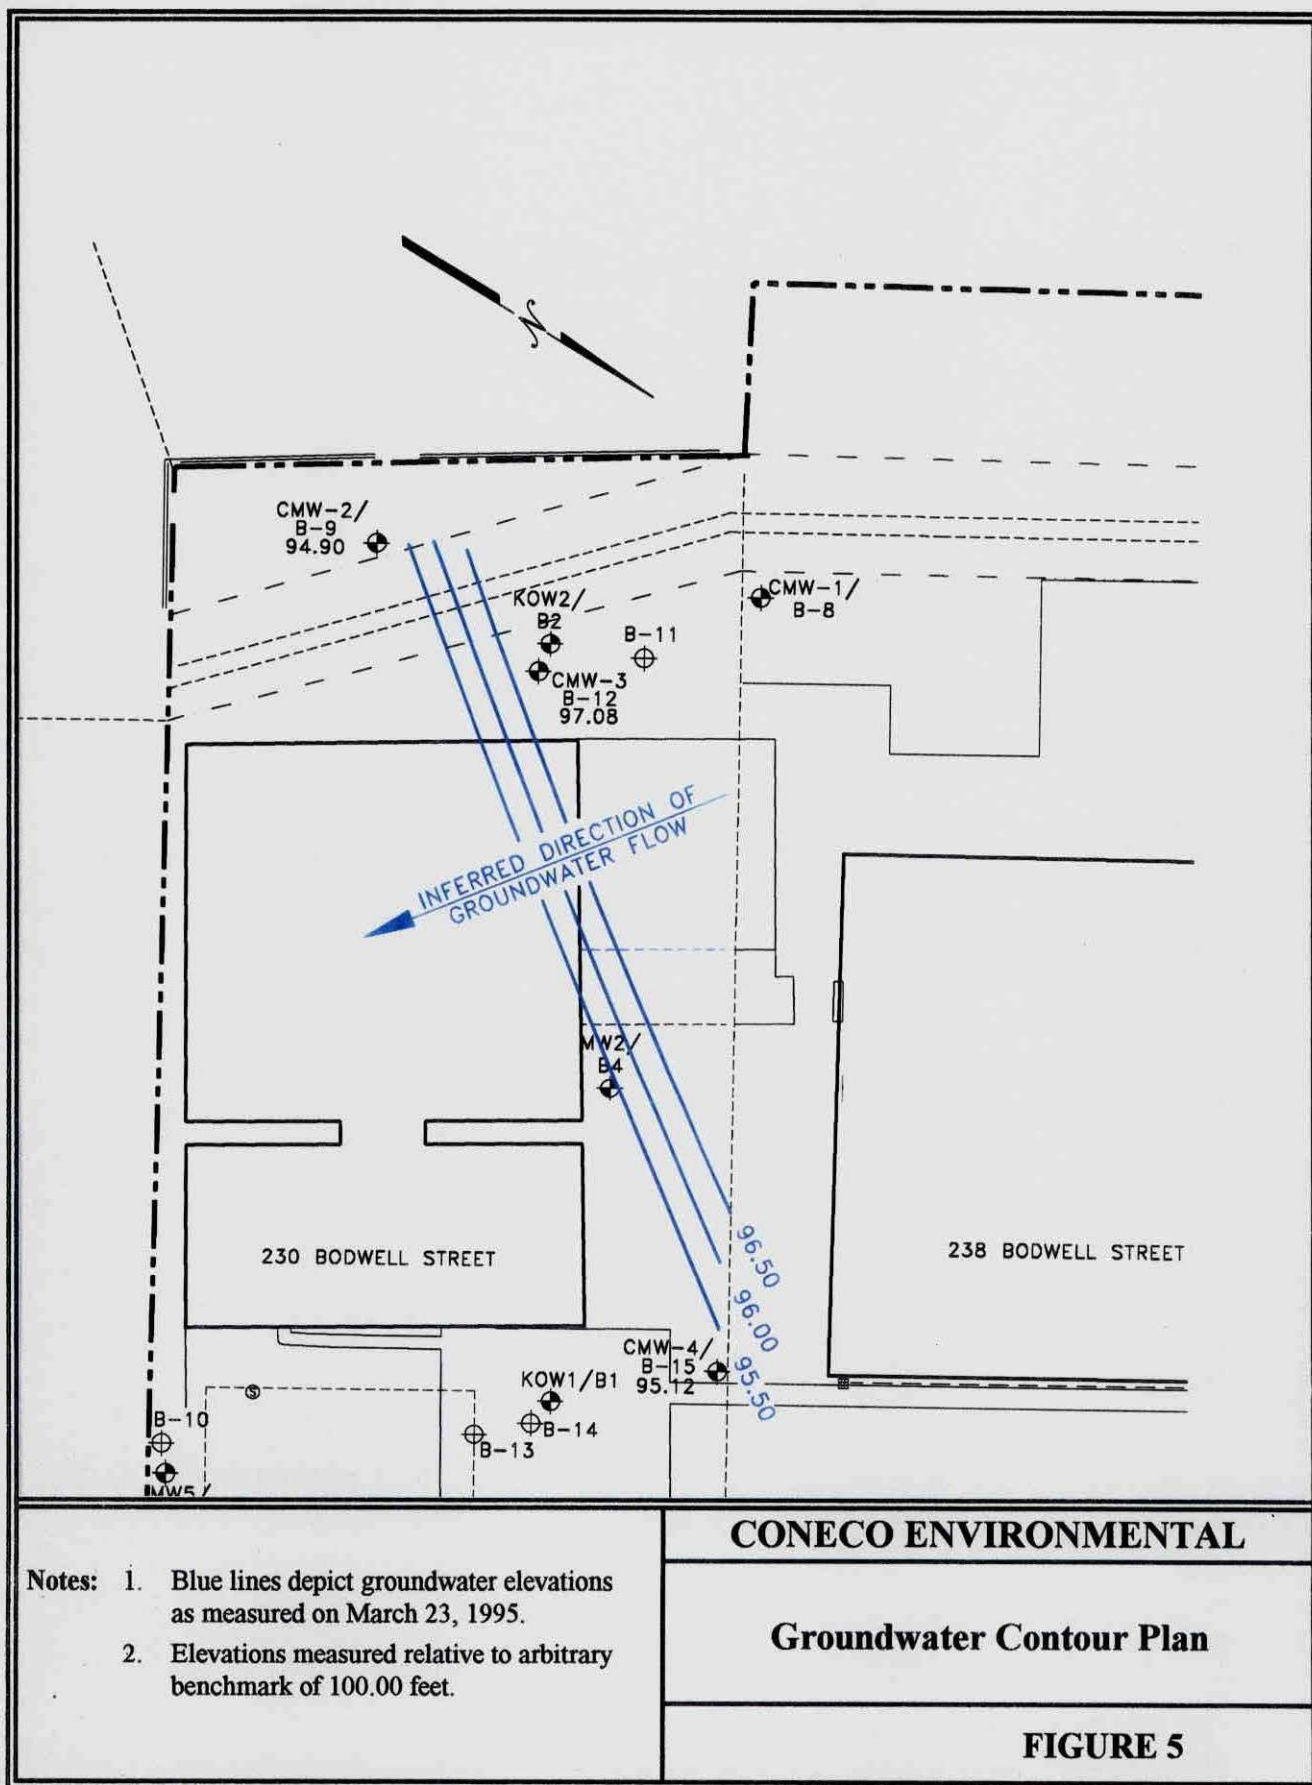 N
CMW-2/
B-9
94.90
KOW2/
B2
B-11
CMW-1/
B-8
CMW-3
B-12
97.08
INFERRED DIRECTION OF
GROUNDWATER FLOW
MW2/
B4
230 BODWELL STREET
238 BODWELL STREET
96.50
96.00
95.50
CMW-4/
B-15
95.12
S
KOW1/B1
B-14
B-13
B-10
MW5/
Notes: 1. Blue lines depict groundwater elevations
as measured on March 23, 1995.
2. Elevations measured relative to arbitrary
benchmark of 100.00 feet.
CONECO ENVIRONMENTAL
Groundwater Contour Plan
FIGURE 5